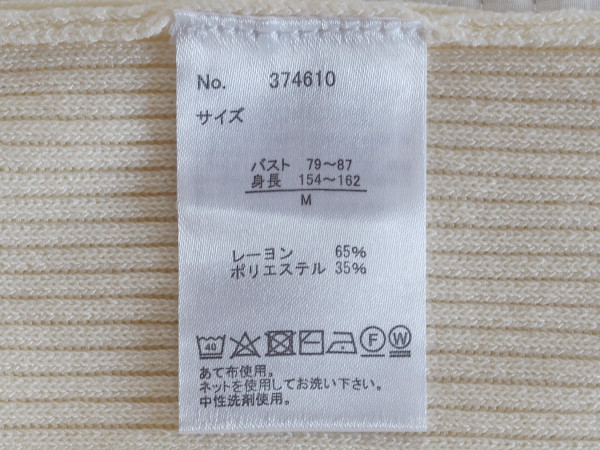 No. 374610
サイズ
バスト 79～87
身長 154～162
M
レーヨン 65%
ポリエステル 35%
40 F W
あて布使用。
ネットを使用してお洗い下さい。
中性洗剤使用。